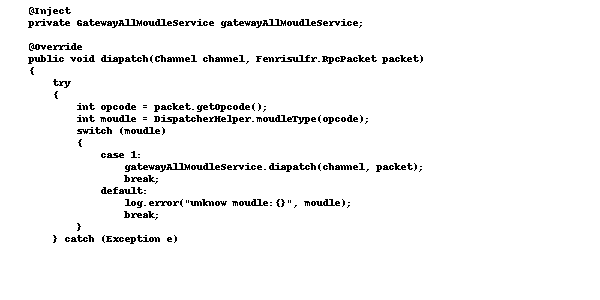 @Inject
private GatewayAllMoudleService gatewayAllMoudleService;
@Override
public void diapatch(Channel channel, Fenrisulfr.RpcPacket packet)
{
try
{
int opcode = packet.getOpcode();
int moudle = DispatcherHelper.moudleType(opcode);
switch (moudle)
{
case 1:
gatewayAllMoudleService.diapatch(channel, packet);
break;
default:
log.error("unknow moudle:{}", moudle);
break;
}
} catch (Exception e)